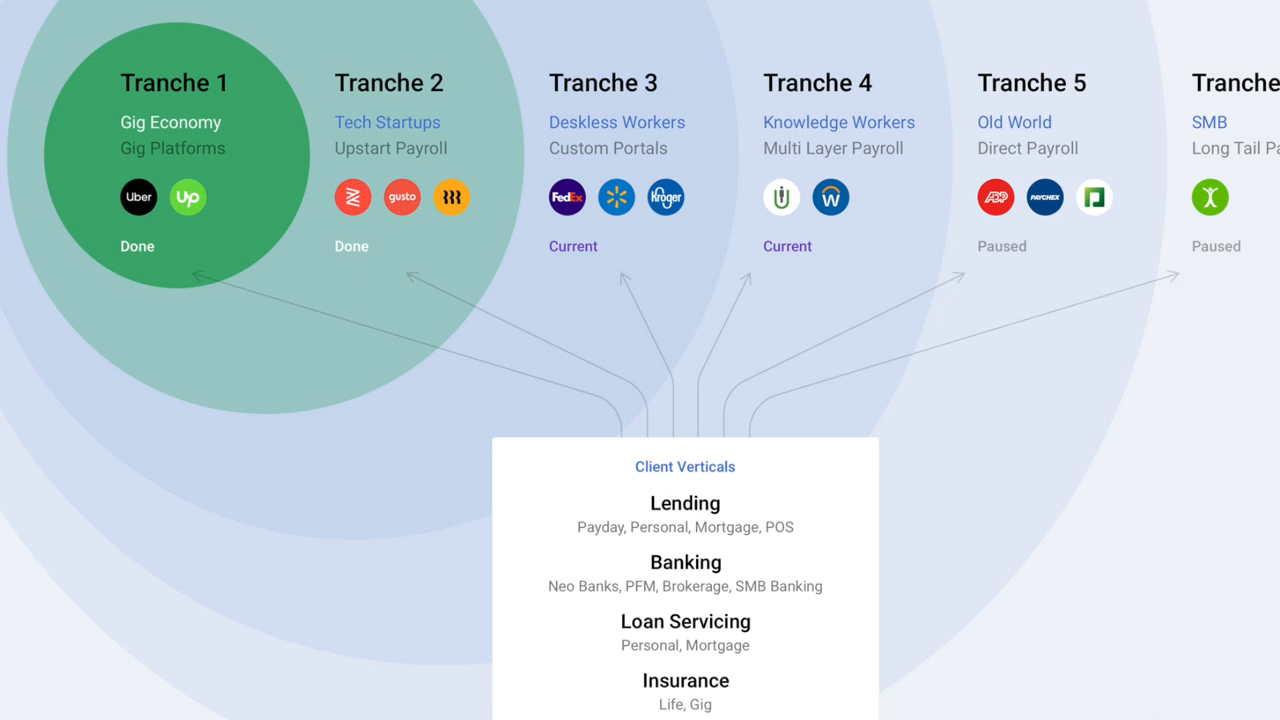 Tranche 1
Gig Economy
Gig Platforms
Uber
Up
Done
Tranche 2
Tech Startups
Upstart Payroll
gusto
Done
Tranche 3
Deskless Workers
Custom Portals
FedEx
Kroger
Current
Tranche 4
Knowledge Workers
Multi Layer Payroll
U
W
Current
Tranche 5
Old World
Direct Payroll
ADP
PAYCHEX
Paused
Tranche
SMB
Long Tail Pa
Paused
Client Verticals
Lending
Payday, Personal, Mortgage, POS
Banking
Neo Banks, PFM, Brokerage, SMB Banking
Loan Servicing
Personal, Mortgage
Insurance
Life, Gig